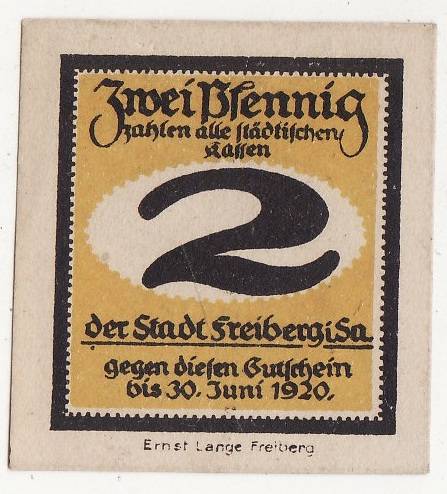 Zwei Pfennig
zahlen alle städtischen
Kassen
2
der Stadt Freiberg i Sa.
gegen diesen Gutschein
bis 30. Juni 1920.
Ernst Lange Freiberg